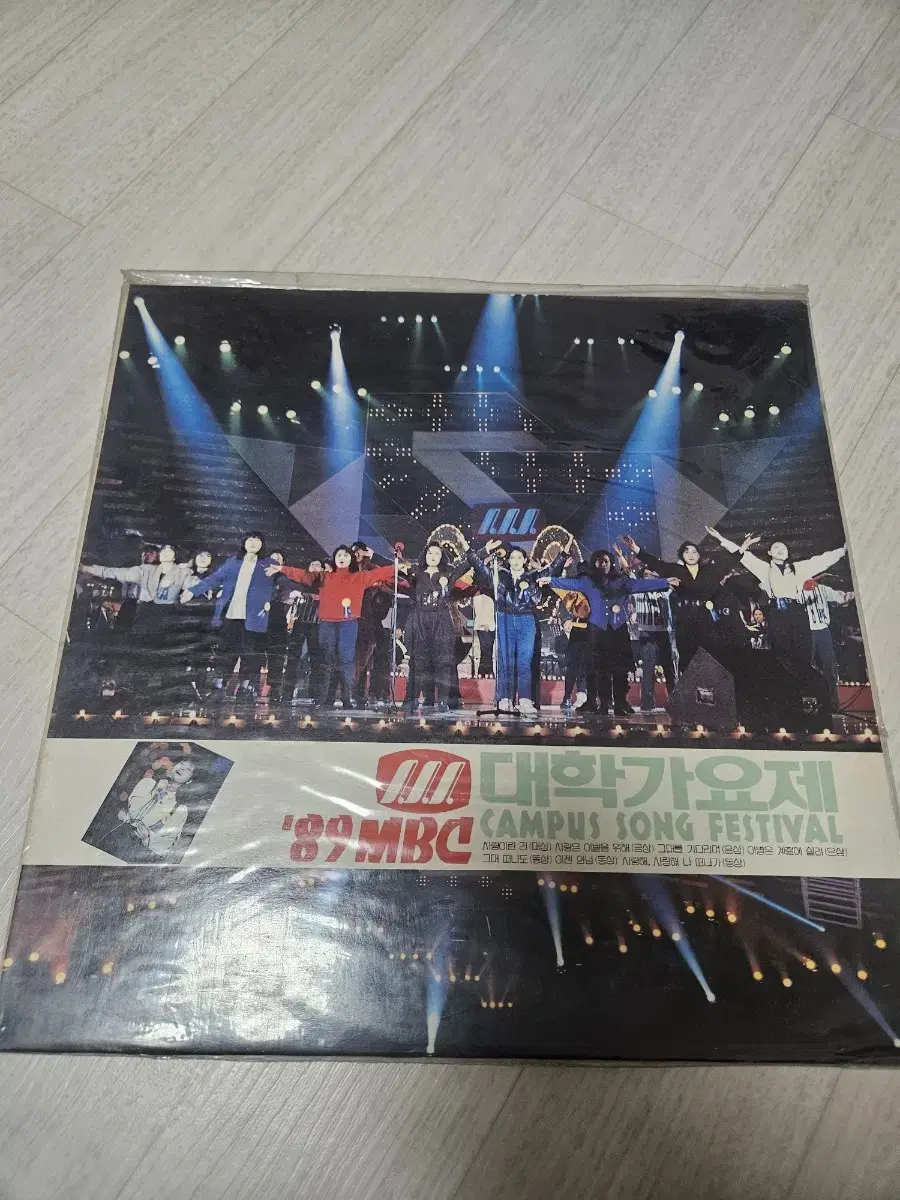 대학가요제
'89 MBC CAMPUS SONG FESTIVAL
사랑이란 건(대상) 사랑은 이별을 위해(금상) 그대를 기다리며(은상) 이별은 계절에 실려(은상)
그대 떠나도(동상) 이젠 안녕(동상) 사랑해, 사랑해 나 떠나가(동상)